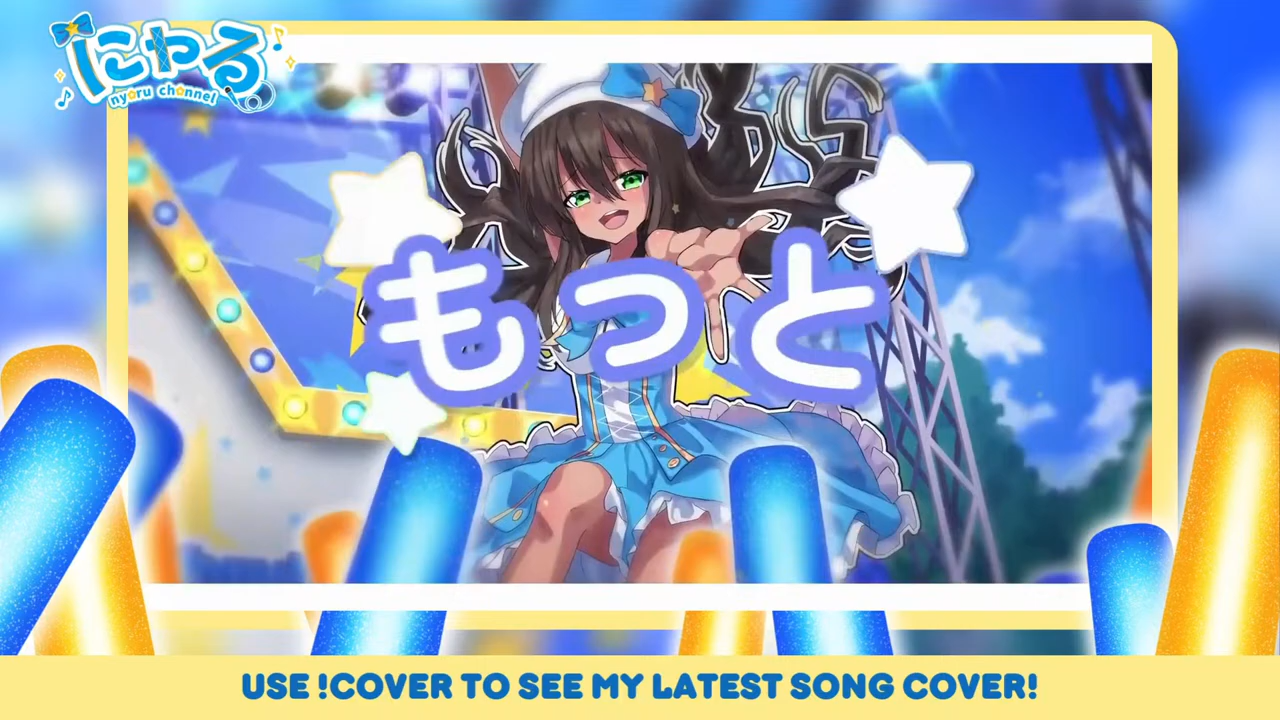 にゃる
nyaru channel
もっと
USE !COVER TO SEE MY LATEST SONG COVER!